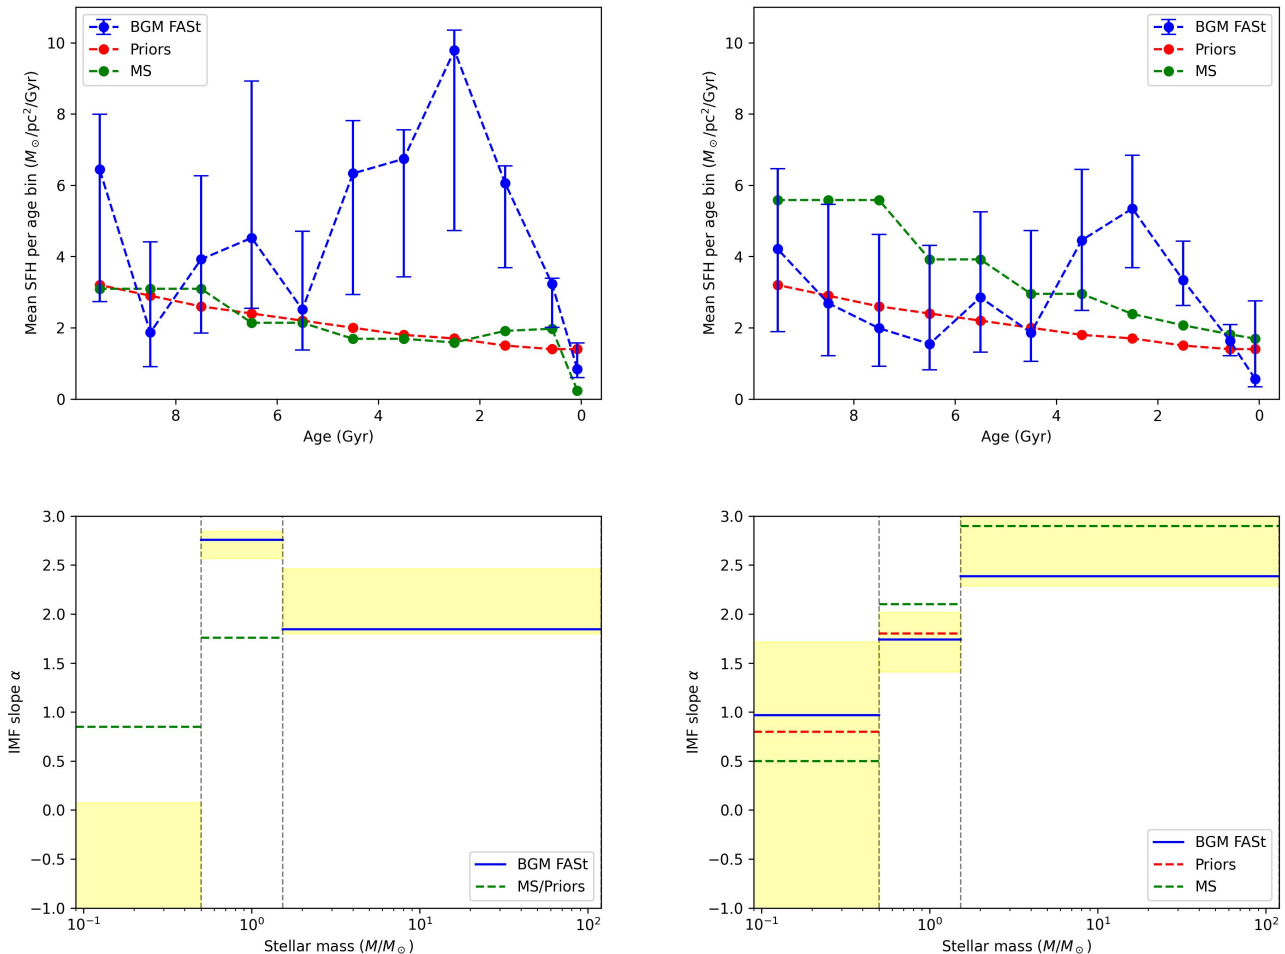 BGM FASt
Priors
MS
10
8
6
4
2
0
Mean SFH per age bin (M⊙/pc²/Gyr)
8 6 4 2 0
Age (Gyr)
BGM FASt
Priors
MS
10
8
6
4
2
0
Mean SFH per age bin (M⊙/pc²/Gyr)
8 6 4 2 0
Age (Gyr)
3.0
2.5
2.0
1.5
1.0
0.5
0.0
−0.5
−1.0
IMF slope α
BGM FASt
MS/Priors
10⁻¹ 10⁰ 10¹ 10²
Stellar mass (M/M⊙)
3.0
2.5
2.0
1.5
1.0
0.5
0.0
−0.5
−1.0
IMF slope α
BGM FASt
Priors
MS
10⁻¹ 10⁰ 10¹ 10²
Stellar mass (M/M⊙)